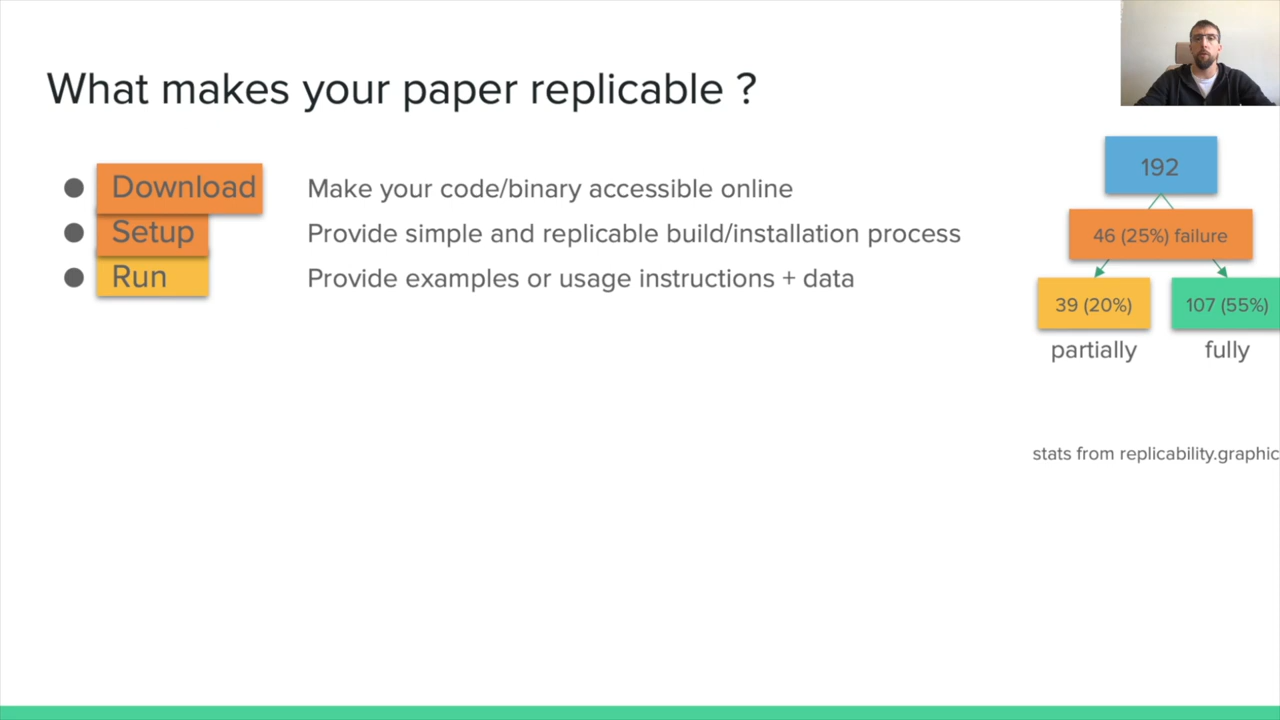 What makes your paper replicable ?
Download
Make your code/binary accessible online
Setup
Provide simple and replicable build/installation process
Run
Provide examples or usage instructions + data
192
46 (25%) failure
39 (20%)
107 (55%)
partially
fully
stats from replicability.graphic